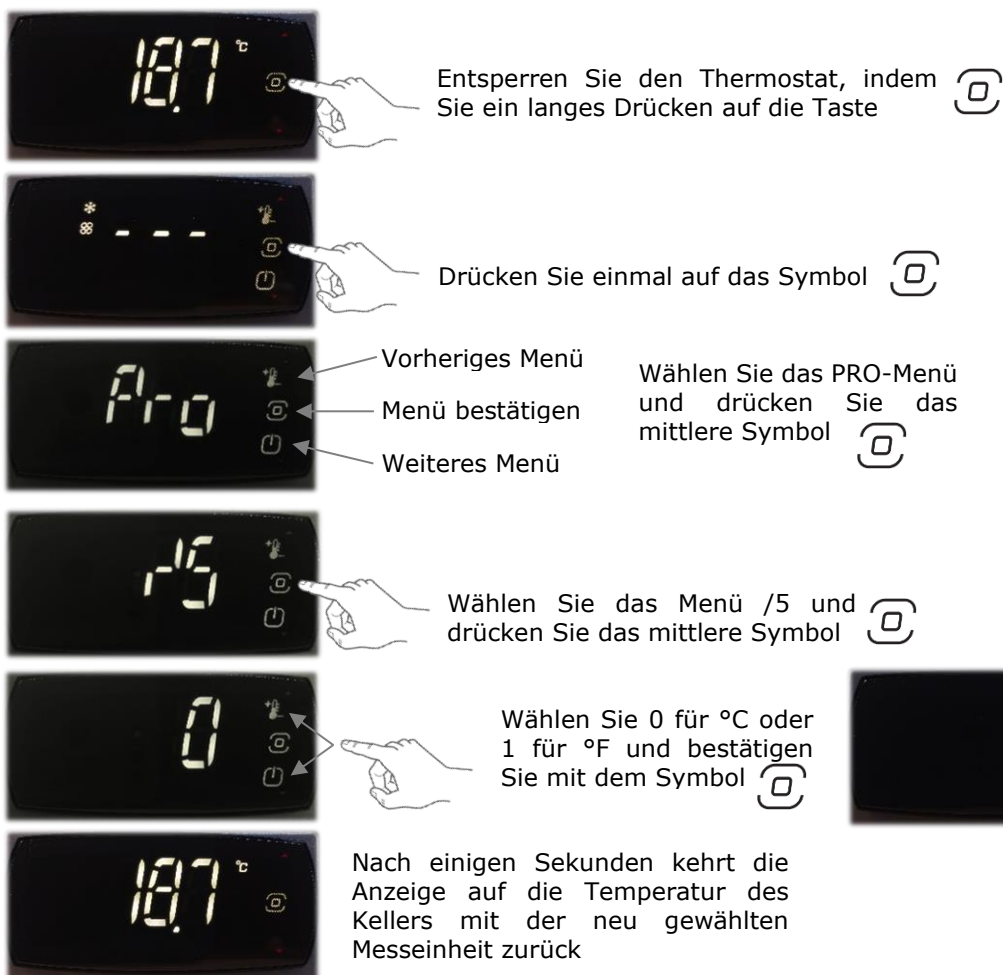 18.7 °C
Entsperren Sie den Thermostat, indem
Sie ein langes Drücken auf die Taste
- - -
Drücken Sie einmal auf das Symbol
Pro
Vorheriges Menü
Menü bestätigen
Weiteres Menü
Wählen Sie das PRO-Menü
und drücken Sie das
mittlere Symbol
/5
Wählen Sie das Menü /5 und
drücken Sie das mittlere Symbol
0
Wählen Sie 0 für °C oder
1 für °F und bestätigen
Sie mit dem Symbol
18.7 °C
Nach einigen Sekunden kehrt die
Anzeige auf die Temperatur des
Kellers mit der neu gewählten
Messeinheit zurück